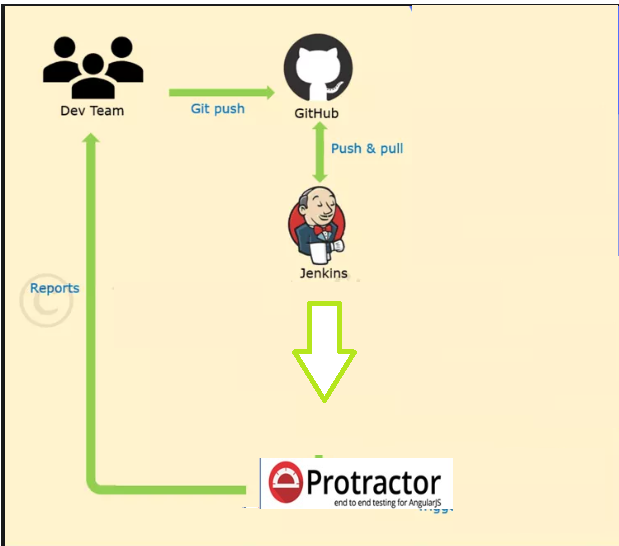 Dev Team
Git push
GitHub
Push & pull
Jenkins
Reports
©
Protractor
end to end testing for AngularJS